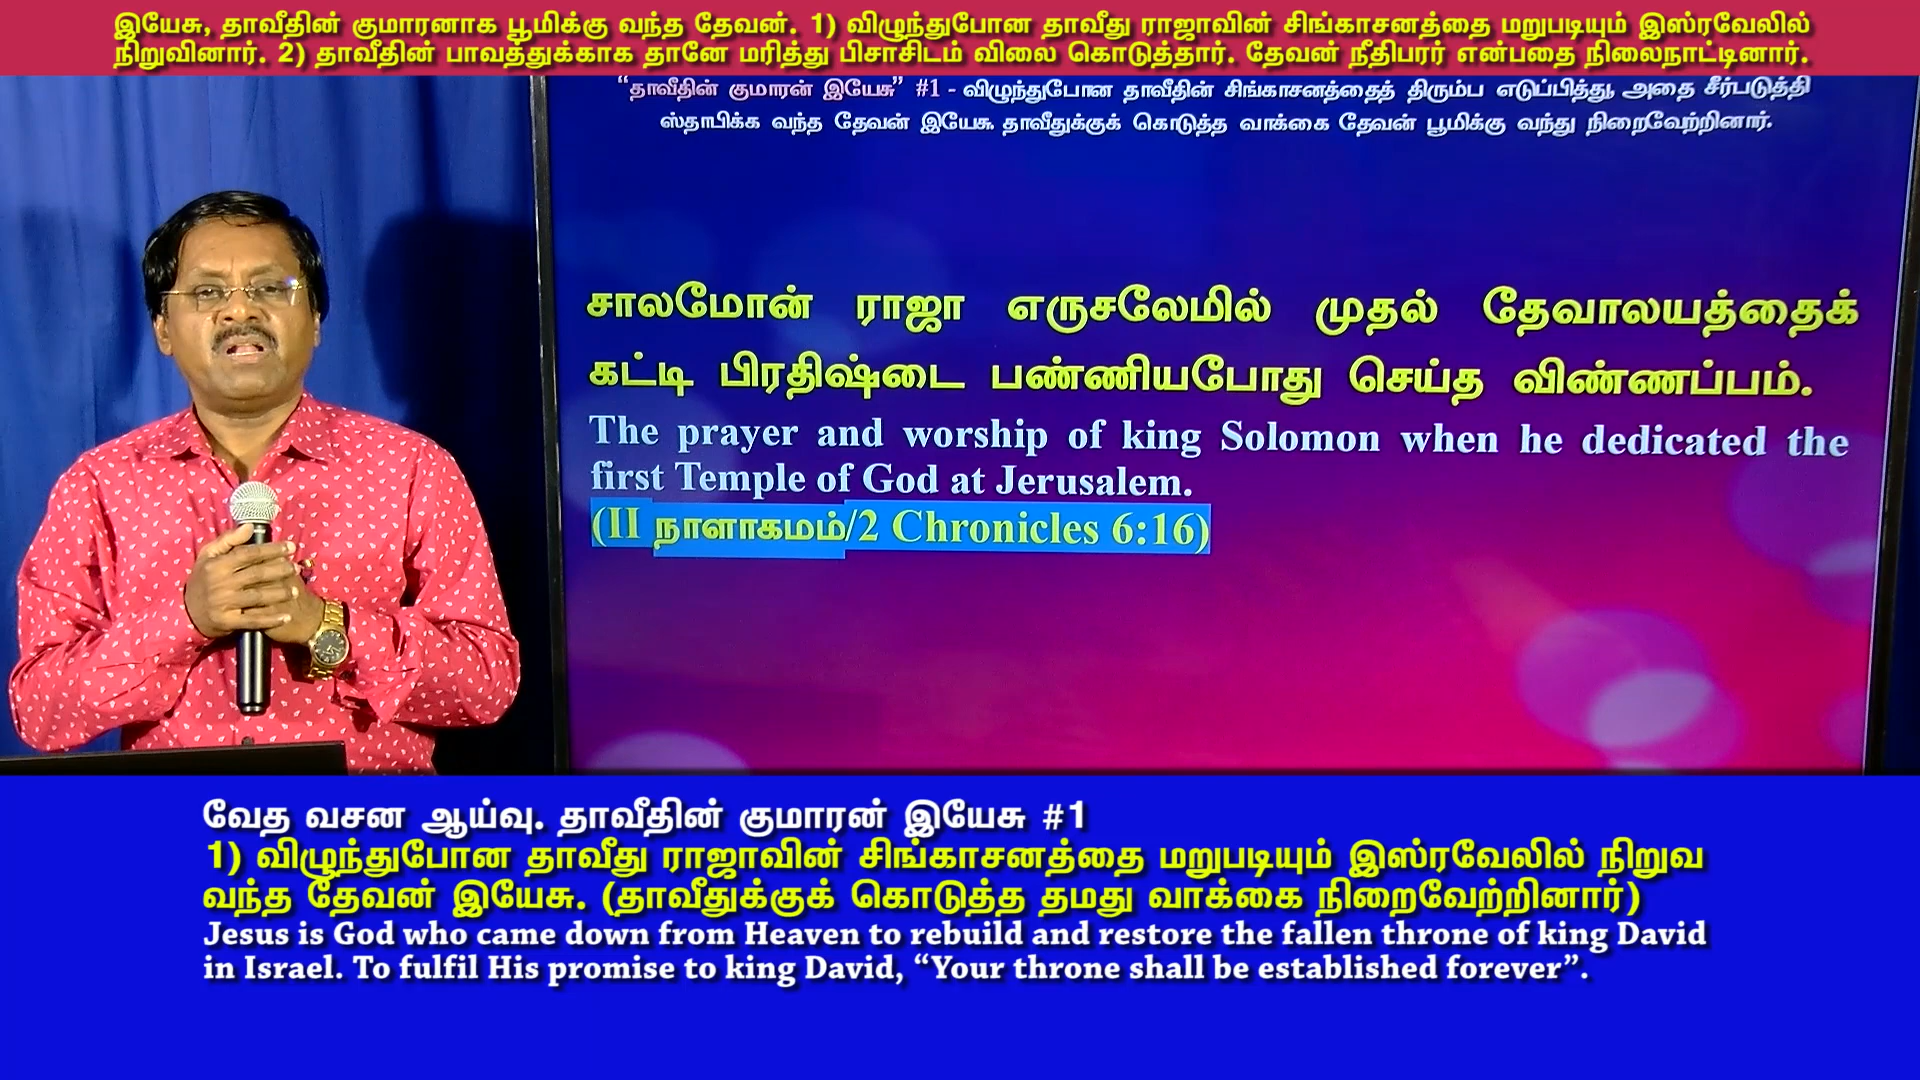 இயேசு, தாவீதின் குமாரனாக பூமிக்கு வந்த தேவன். 1) விழுந்துபோன தாவீது ராஜாவின் சிங்காசனத்தை மறுபடியும் இஸ்ரவேலில்
நிறுவினார். 2) தாவீதின் பாவத்துக்காக தானே மரித்து பிசாசிடம் விலை கொடுத்தார். தேவன் நீதிபரர் என்பதை நிலைநாட்டினார்.
“தாவீதின் குமாரன் இயேசு” #1 - விழுந்துபோன தாவீதின் சிங்காசனத்தைத் திரும்ப எடுப்பித்து, அதை சீர்படுத்தி
ஸ்தாபிக்க வந்த தேவன் இயேசு. தாவீதுக்குக் கொடுத்த வாக்கை தேவன் பூமிக்கு வந்து நிறைவேற்றினார்.
சாலமோன் ராஜா எருசலேமில் முதல் தேவாலயத்தைக்
கட்டி பிரதிஷ்டை பண்ணியபோது செய்த விண்ணப்பம்.
The prayer and worship of king Solomon when he dedicated the
first Temple of God at Jerusalem.
(II நாளாகமம்/2 Chronicles 6:16)
வேத வசன ஆய்வு. தாவீதின் குமாரன் இயேசு #1
1) விழுந்துபோன தாவீது ராஜாவின் சிங்காசனத்தை மறுபடியும் இஸ்ரவேலில் நிறுவ
வந்த தேவன் இயேசு. (தாவீதுக்குக் கொடுத்த தமது வாக்கை நிறைவேற்றினார்)
Jesus is God who came down from Heaven to rebuild and restore the fallen throne of king David
in Israel. To fulfil His promise to king David, “Your throne shall be established forever”.